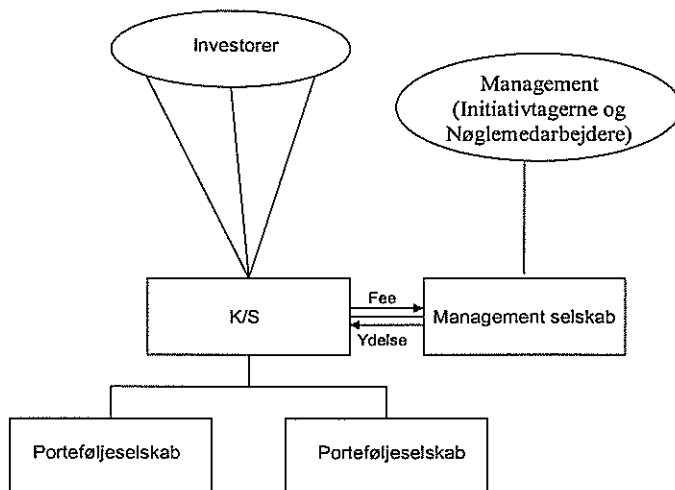 Investorer
Management
(Initiativtagerne og
Nøglemedarbejdere)
K/S
Fee
Ydelse
Management selskab
Porteføljeselskab
Porteføljeselskab